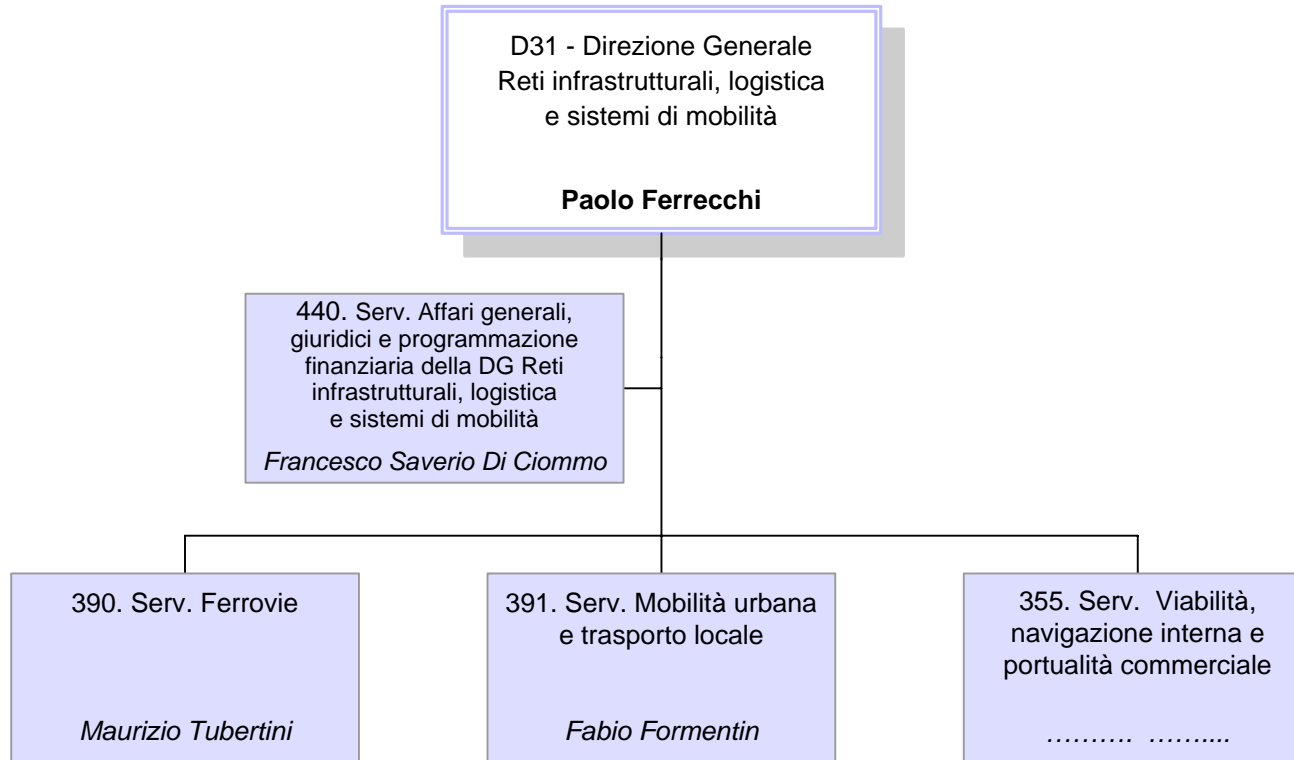 D31 - Direzione Generale
Reti infrastrutturali, logistica
e sistemi di mobilità
Paolo Ferrecchi
440. Serv. Affari generali,
giuridici e programmazione
finanziaria della DG Reti
infrastrutturali, logistica
e sistemi di mobilità
Francesco Saverio Di Ciommo
390. Serv. Ferrovie
Maurizio Tubertini
391. Serv. Mobilità urbana
e trasporto locale
Fabio Formentin
355. Serv. Viabilità,
navigazione interna e
portualità commerciale
………. ……....